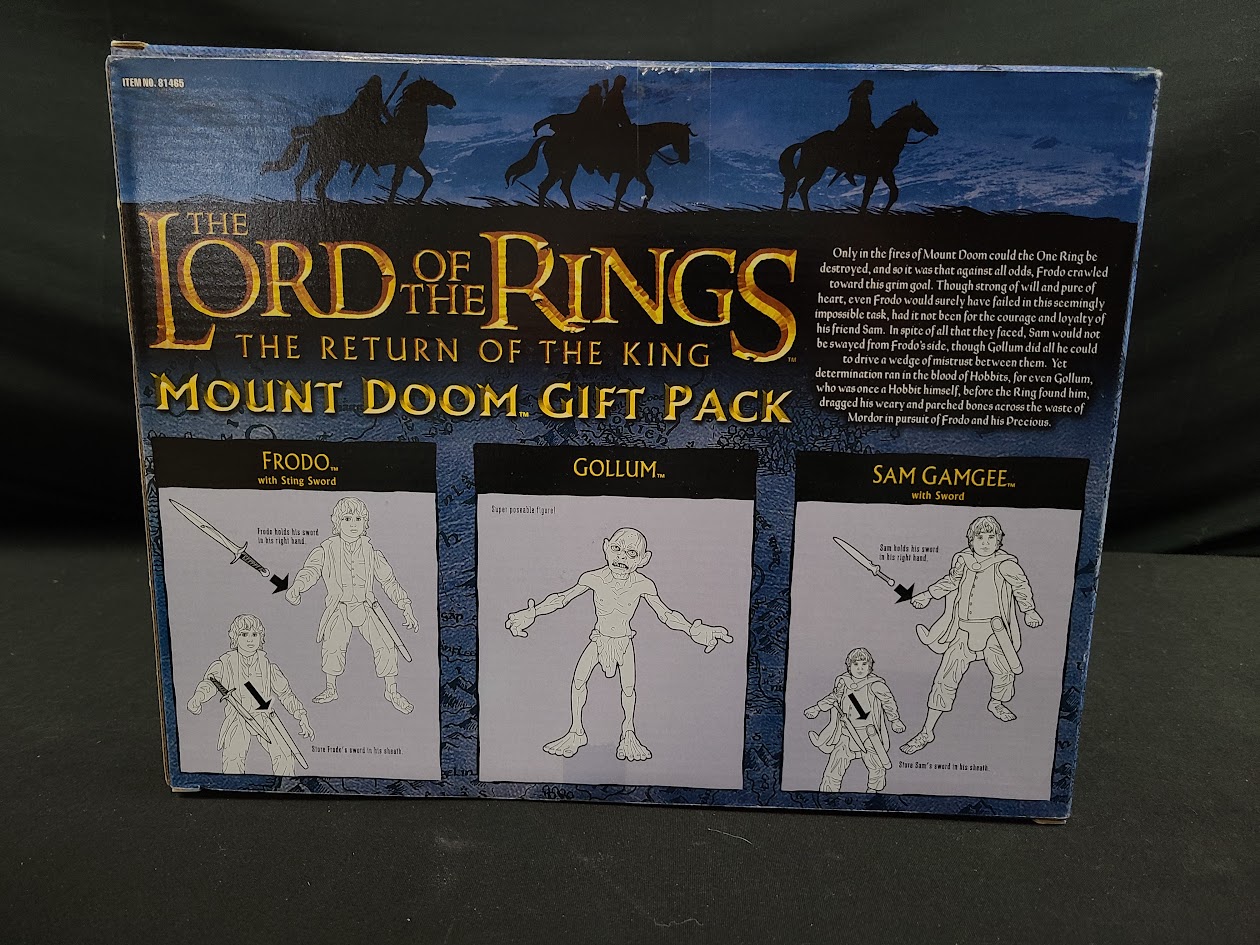 ITEM NO. 81465
THE
LORD OF THE RINGS
THE RETURN OF THE KING
MOUNT DOOM™ GIFT PACK
Only in the fires of Mount Doom could the One Ring be
destroyed, and so it was that against all odds, Frodo crawled
toward this grim goal. Though strong of will and pure of
heart, even Frodo would surely have failed in this seemingly
impossible task, had it not been for the courage and loyalty of
his friend Sam. In spite of all that they faced, Sam would not
be swayed from Frodo's side, though Gollum did all he could
to drive a wedge of mistrust between them. Yet
determination ran in the blood of Hobbits, for even Gollum,
who was once a Hobbit himself, before the Ring found him,
dragged his weary and parched bones across the waste of
Mordor in pursuit of Frodo and his Precious.
FRODO™
with Sting Sword
Frodo holds his sword
in his right hand.
Store Frodo's sword in his sheath.
GOLLUM™
Super poseable figure!
SAM GAMGEE™
with Sword
Sam holds his sword
in his right hand.
Store Sam's sword in his sheath.